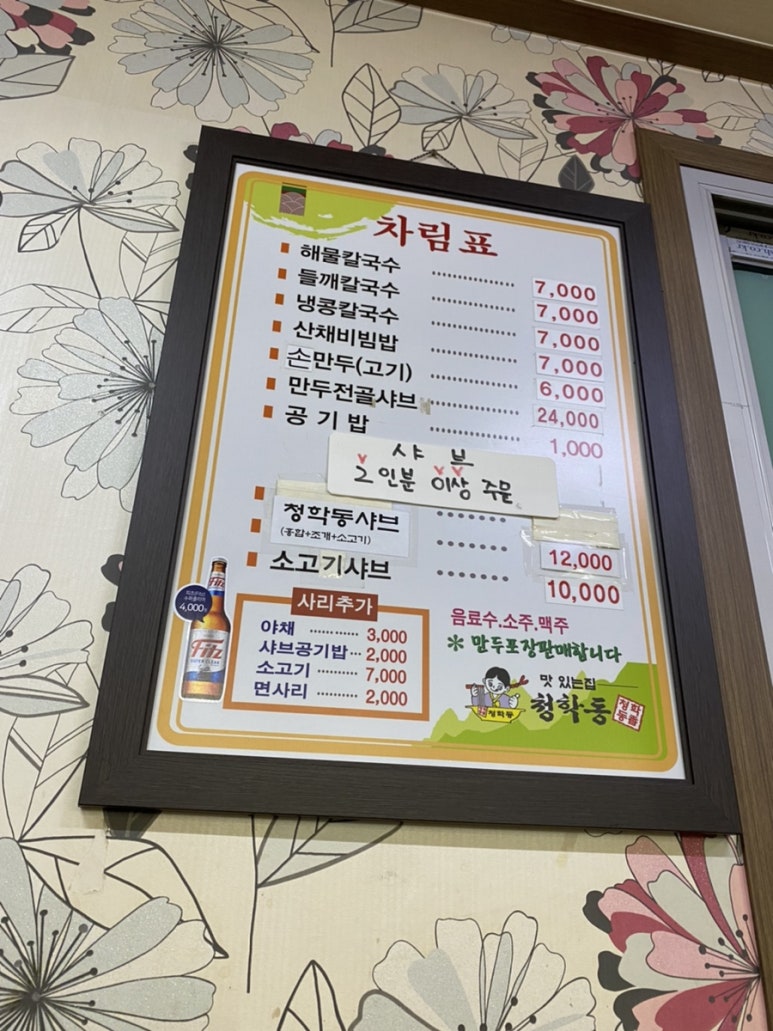 차림표
해물칼국수 7,000
들깨칼국수 7,000
냉콩칼국수 7,000
산채비빔밥 7,000
손만두(고기) 6,000
만두전골샤브 24,000
공기밥 1,000
샤브
2인분 이상 주문
청학동샤브 12,000
(홍합+조개+소고기)
소고기샤브 10,000
사리추가
야채 3,000
샤브공기밥 2,000
소고기 7,000
면사리 2,000
4,000
Fitz
음료수.소주.맥주
* 만두포장판매합니다
맛 있는집
청학동
청학동